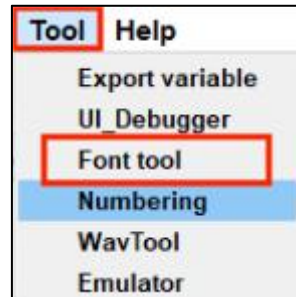 Tool Help
Export variable
UI_Debugger
Font tool
Numbering
WavTool
Emulator